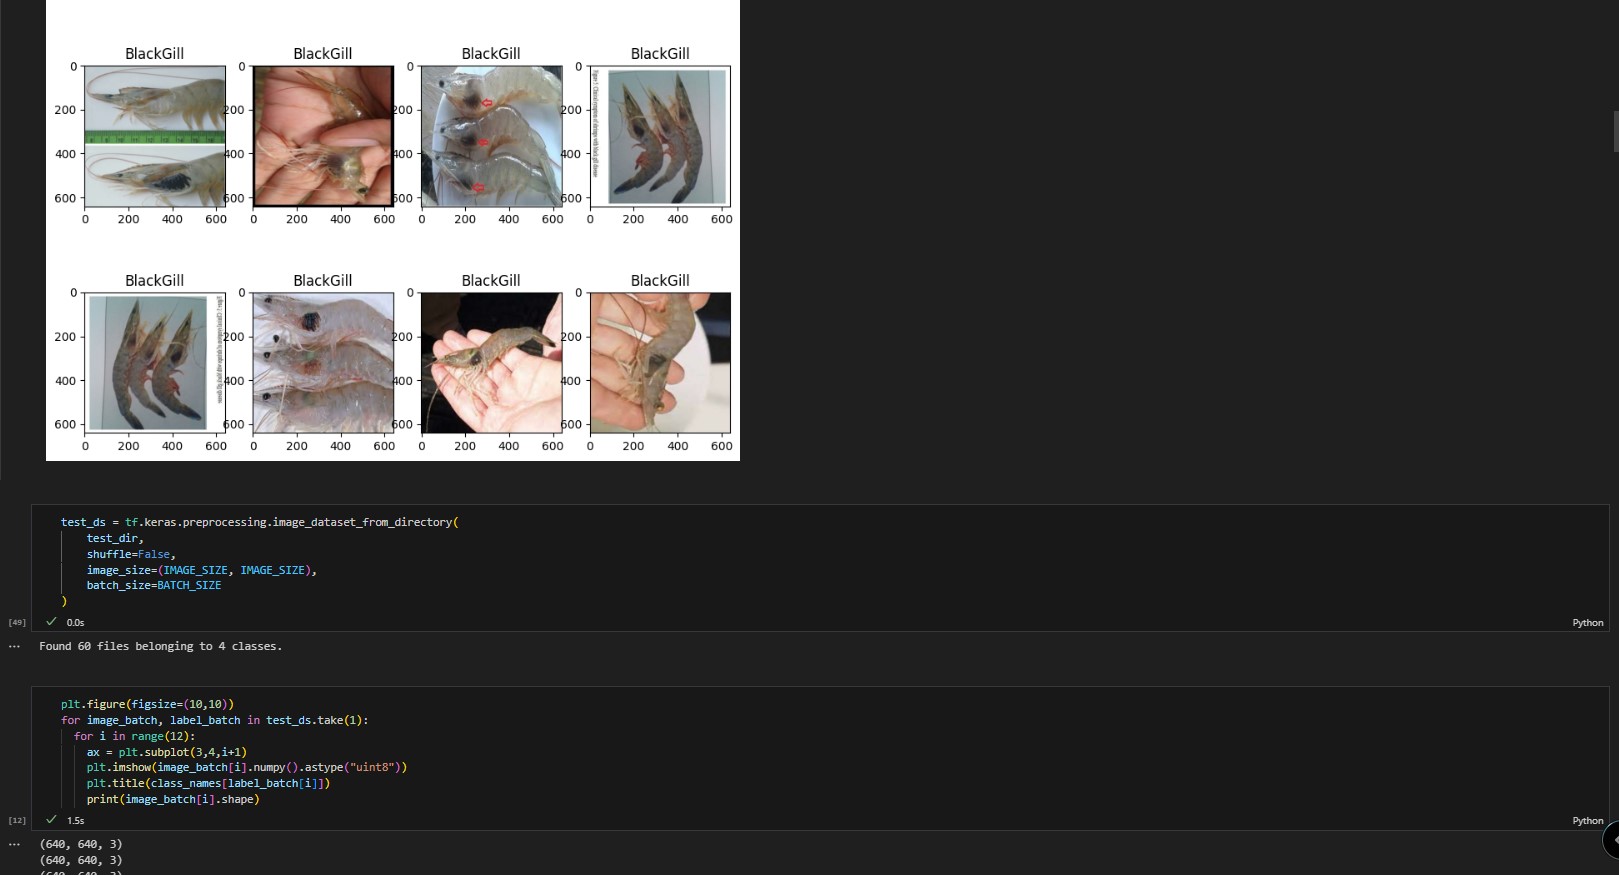 BlackGill BlackGill BlackGill BlackGill
0 0 0 0
200 200 200 200
400 400 400 400
600 600 600 600
0 200 400 600 0 200 400 600 0 200 400 600 0 200 400 600
BlackGill BlackGill BlackGill BlackGill
0 0 0 0
200 200 200 200
400 400 400 400
600 600 600 600
0 200 400 600 0 200 400 600 0 200 400 600 0 200 400 600
test_ds = tf.keras.preprocessing.image_dataset_from_directory(
test_dir,
shuffle=False,
image_size=(IMAGE_SIZE, IMAGE_SIZE),
batch_size=BATCH_SIZE
)
[49] ✓ 0.0s Python
... Found 60 files belonging to 4 classes.
plt.figure(figsize=(10,10))
for image_batch, label_batch in test_ds.take(1):
for i in range(12):
ax = plt.subplot(3,4,i+1)
plt.imshow(image_batch[i].numpy().astype("uint8"))
plt.title(class_names[label_batch[i]])
print(image_batch[i].shape)
[12] ✓ 1.5s Python
... (640, 640, 3)
(640, 640, 3)
(640, 640, 3)